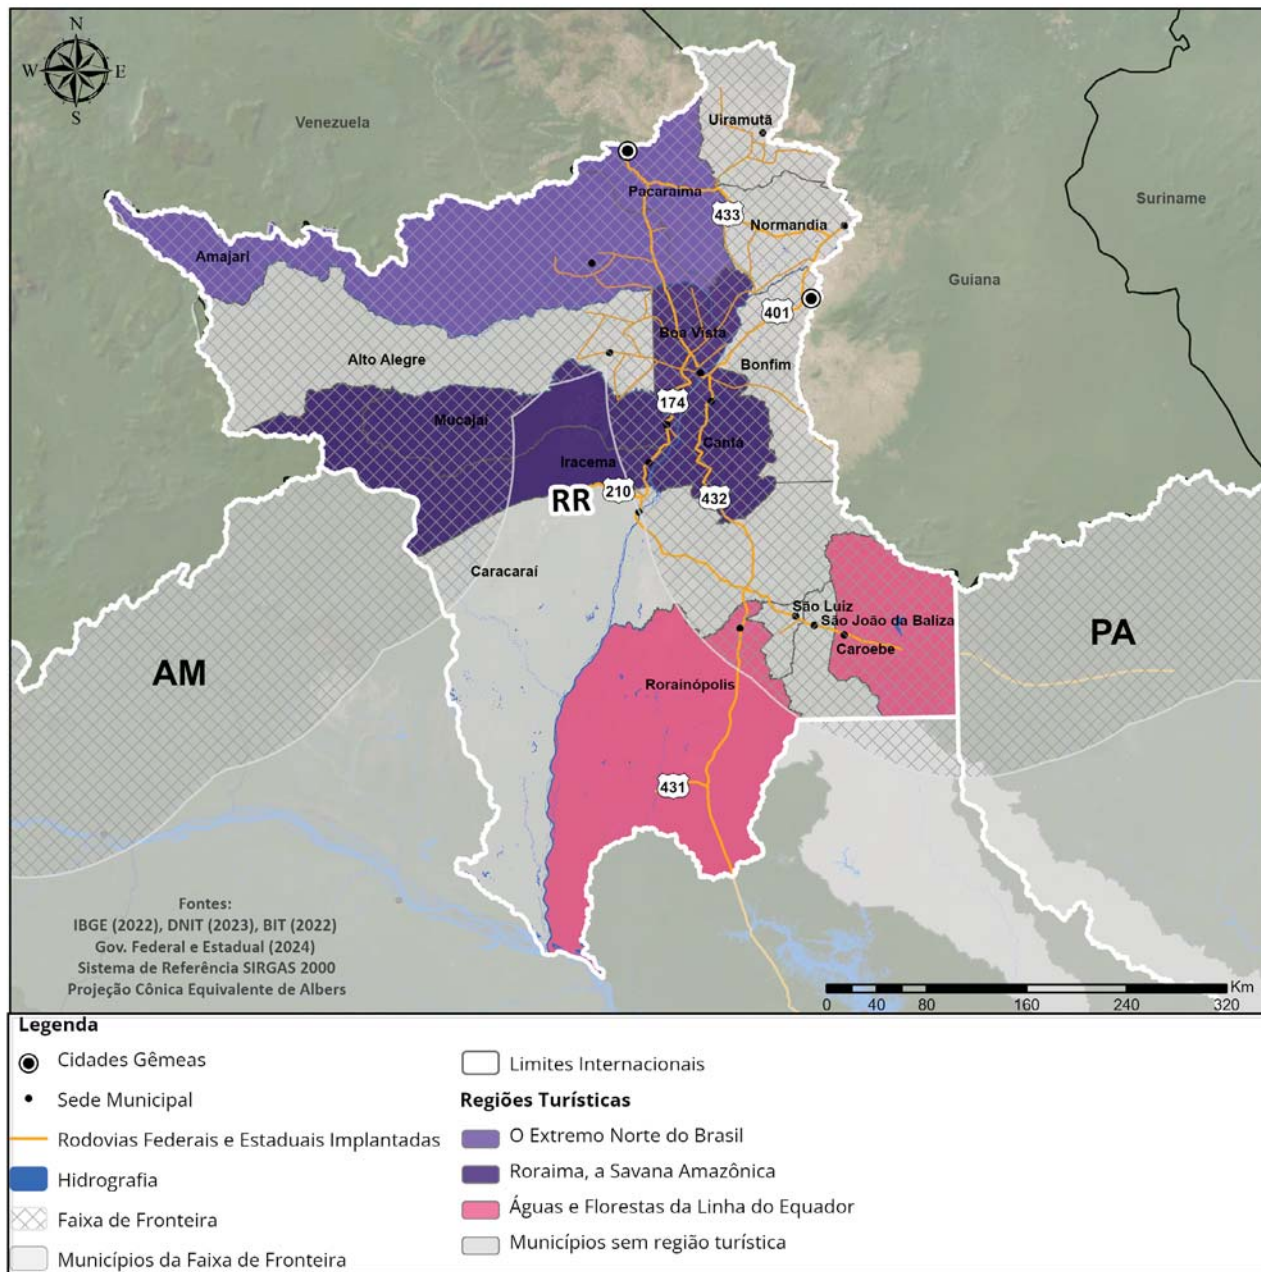 N
W
E
S
Venezuela
Uiramutã
Pacaraima
433
Normandia
Suriname
Guiana
Amajari
401
Boa Vista
Alto Alegre
Bonfim
174
Mucajaí
Cantá
Iracema
RR
210
432
Caracaraí
São Luíz
São João da Baliza
Caroebe
AM
PA
Rorainópolis
431
Fontes:
IBGE (2022), DNIT (2023), BIT (2022)
Gov. Federal e Estadual (2024)
Sistema de Referência SIRGAS 2000
Projeção Cônica Equivalente de Albers
Km
0 40 80 160 240 320
Legenda
Cidades Gêmeas
Sede Municipal
Rodovias Federais e Estaduais Implantadas
Hidrografia
Faixa de Fronteira
Municípios da Faixa de Fronteira
Limites Internacionais
Regiões Turísticas
O Extremo Norte do Brasil
Roraima, a Savana Amazônica
Águas e Florestas da Linha do Equador
Municípios sem região turística